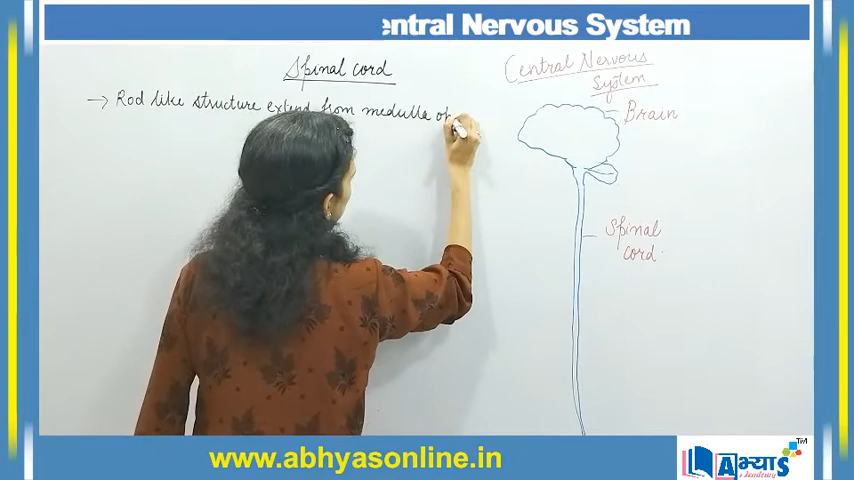 entral Nervous System
Spinal cord
→ Rod like structure extend from medulla ob
Central Nervous
System
Brain
Spinal
cord
www.abhyasonline.in
अभ्याS
Academy
TM